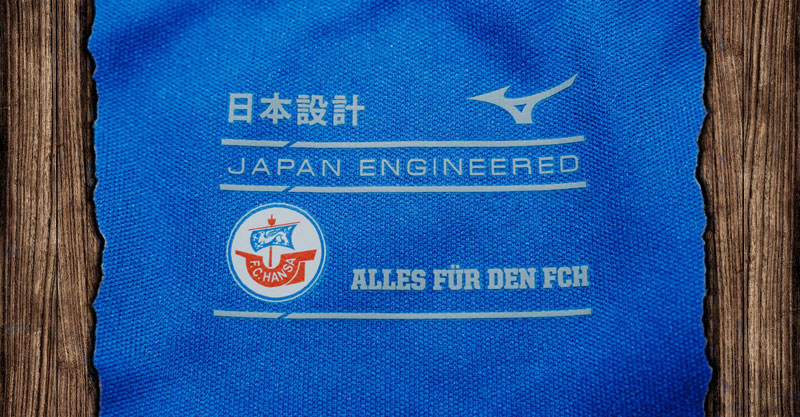 日本設計
JAPAN ENGINEERED
F.C. HANSA
ALLES FÜR DEN FCH